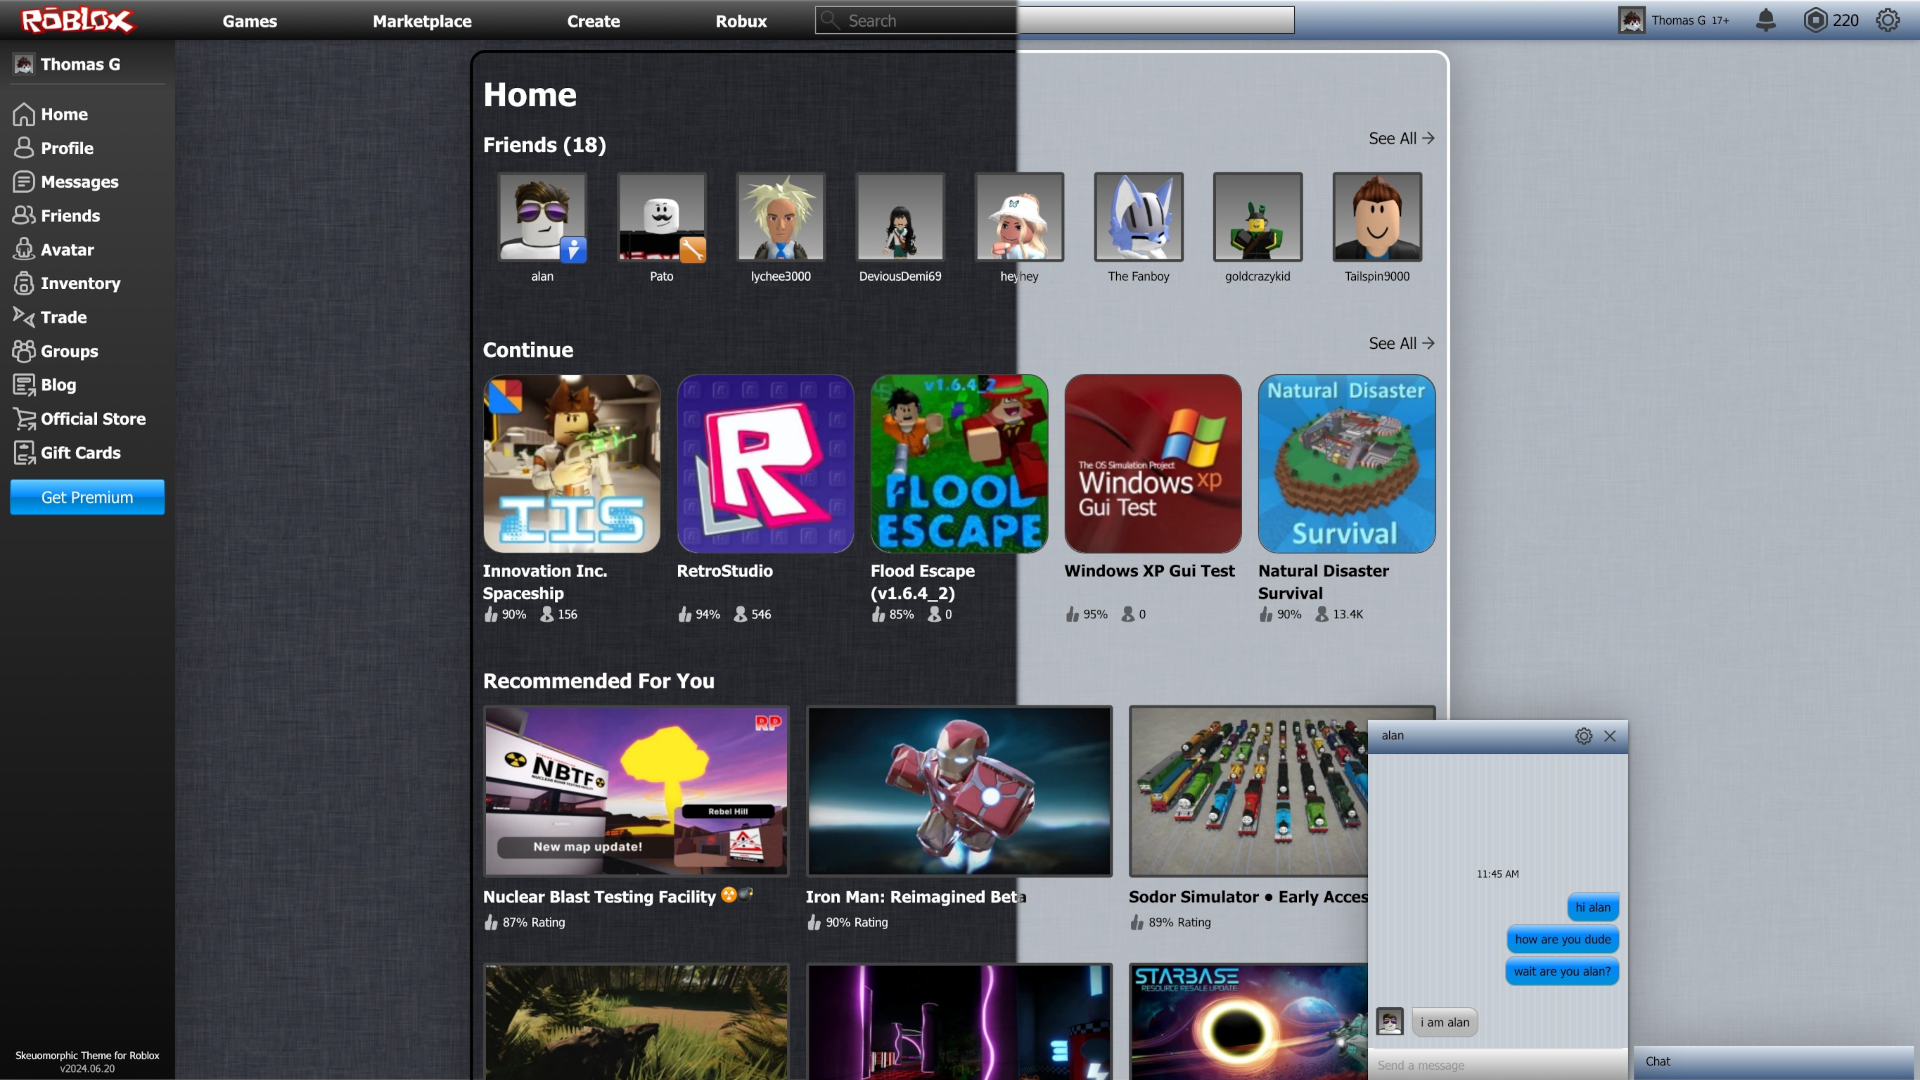 ROBLOX
Games
Marketplace
Create
Robux
Search
Thomas G 17+
220
Thomas G
Home
Profile
Messages
Friends
Avatar
Inventory
Trade
Groups
Blog
Official Store
Gift Cards
Get Premium
Skeuomorphic Theme for Roblox
v2024.06.20
Home
Friends (18)
See All
alan
Pato
lychee3000
DeviousDemi69
heyhey
The Fanboy
goldcrazykid
Tailspin9000
Continue
See All
IIS
R
v1.6.4_2
FLOOD
ESCAPE
The OS Simulation Project
Windows xp
Gui Test
Natural Disaster
Survival
Innovation Inc.
Spaceship
90% 156
RetroStudio
94% 546
Flood Escape
(v1.6.4_2)
85% 0
Windows XP Gui Test
95% 0
Natural Disaster
Survival
90% 13.4K
Recommended For You
RP
NBTF
NUCLEAR BOMB TESTING FACILITY
Rebel Hill
New map update!
Nuclear Blast Testing Facility ☢️💣
87% Rating
Iron Man: Reimagined Beta
90% Rating
Sodor Simulator ● Early Acces
89% Rating
STARBASE
RESOURCE RESALE UPDATE
alan
11:45 AM
hi alan
how are you dude
wait are you alan?
i am alan
Send a message
Chat